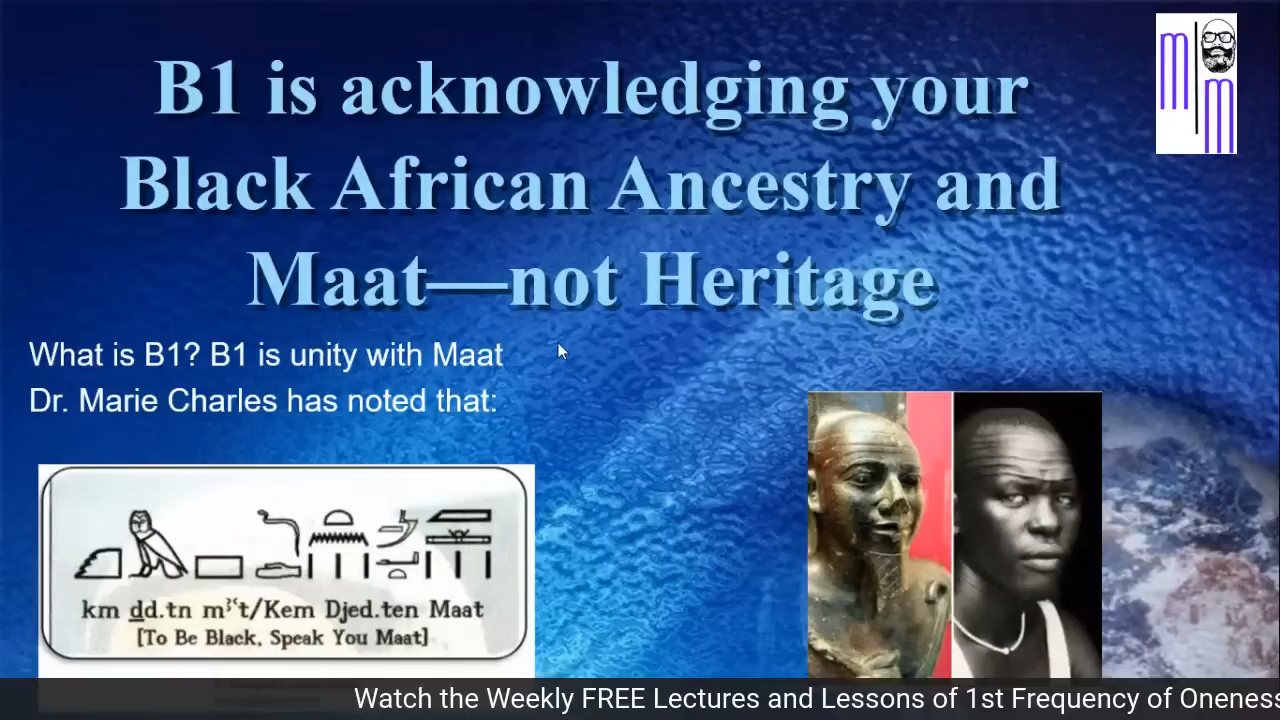 B1 is acknowledging your
Black African Ancestry and
Maat—not Heritage
m
m
What is B1? B1 is unity with Maat
Dr. Marie Charles has noted that:
km ḏd.tn mꜣꜥt/Kem Djed.ten Maat
[To Be Black, Speak You Maat]
Watch the Weekly FREE Lectures and Lessons of 1st Frequency of Oneness